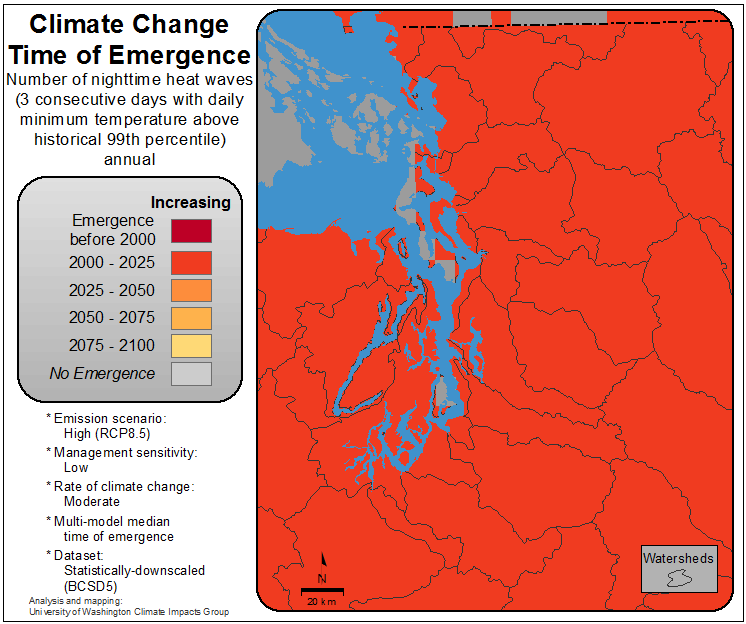 Climate Change
Time of Emergence
Number of nighttime heat waves
(3 consecutive days with daily
minimum temperature above
historical 99th percentile)
annual
Increasing
Emergence
before 2000
2000 - 2025
2025 - 2050
2050 - 2075
2075 - 2100
No Emergence
* Emission scenario:
High (RCP8.5)
* Management sensitivity:
Low
* Rate of climate change:
Moderate
* Multi-model median
time of emergence
* Dataset:
Statistically-downscaled
(BCSD5)
Analysis and mapping:
University of Washington Climate Impacts Group
N
20 km
Watersheds